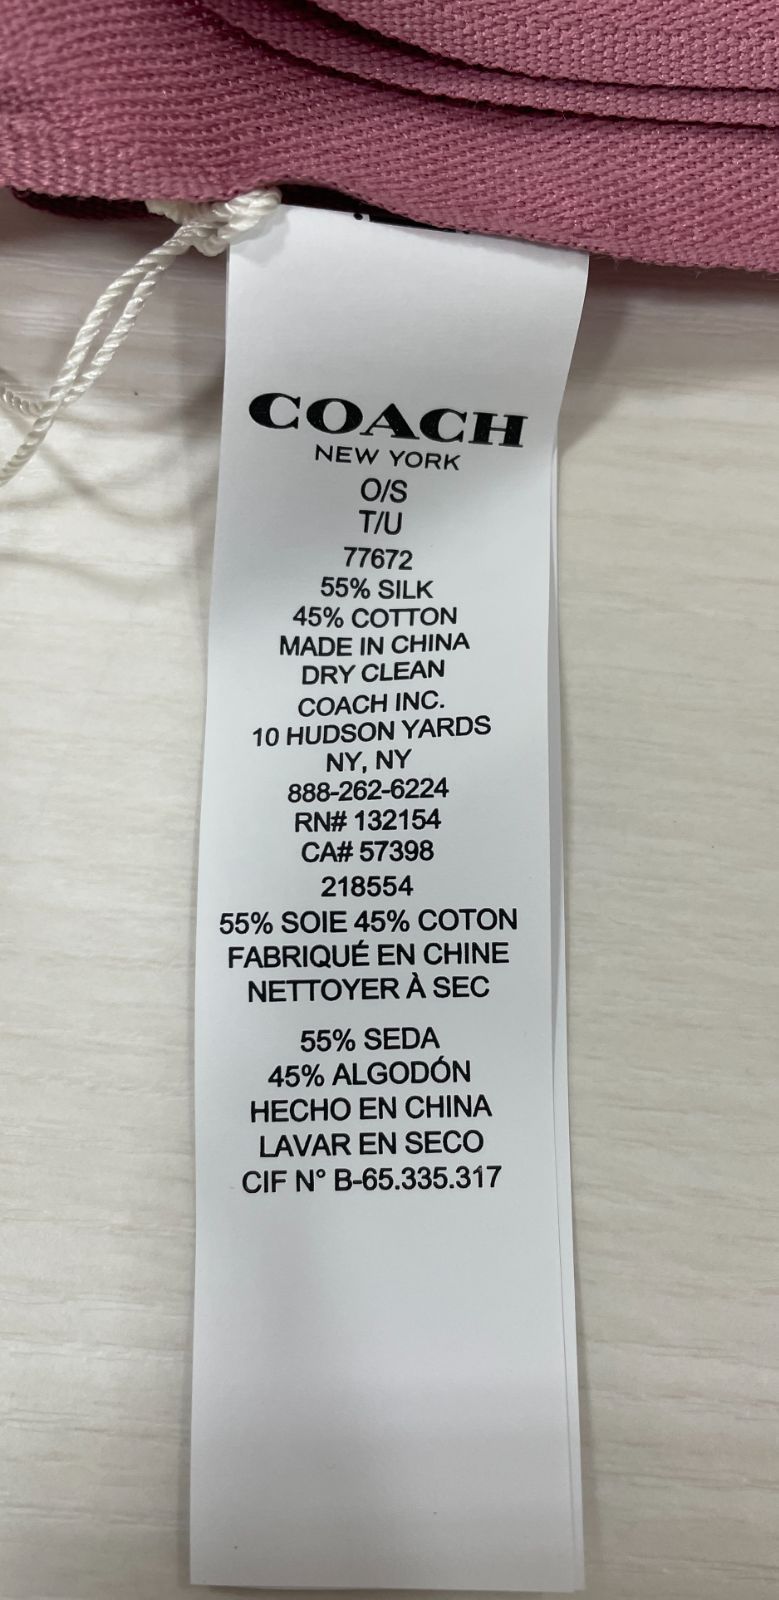 COACH
NEW YORK
O/S
T/U
77672
55% SILK
45% COTTON
MADE IN CHINA
DRY CLEAN
COACH INC.
10 HUDSON YARDS
NY, NY
888-262-6224
RN# 132154
CA# 57398
218554
55% SOIE 45% COTON
FABRIQUÉ EN CHINE
NETTOYER À SEC
55% SEDA
45% ALGODÓN
HECHO EN CHINA
LAVAR EN SECO
CIF N° B-65.335.317